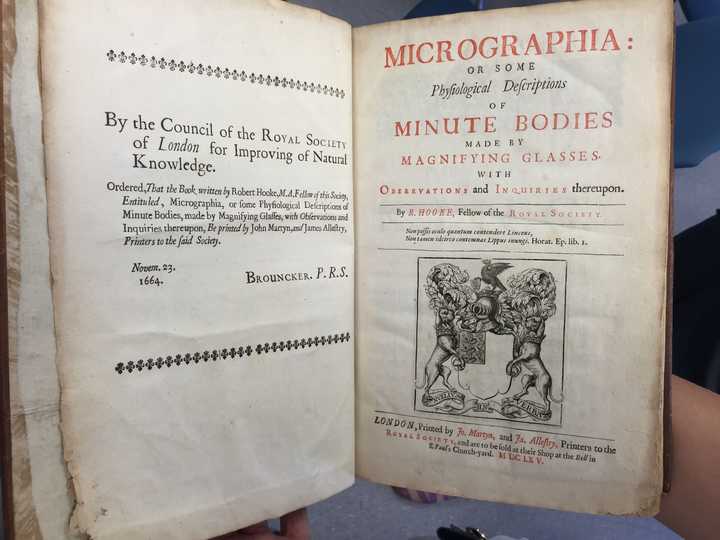 By the Council of the ROYAL SOCIETY
of London for Improving of Natural
Knowledge.
Ordered, That the Book written by Robert Hooke, M.A. Fellow of this Society,
Entituled, Micrographia, or some Phyſiological Deſcriptions of
Minute Bodies, made by Magnifying Glaſſes, with Obſervations and
Inquiries thereupon, Be printed by John Martyn, and James Alleſtry,
Printers to the ſaid Society.
Novem. 23.
1664.
BROUNCKER. P. R. S.
MICROGRAPHIA:
OR SOME
Phyſiological Deſcriptions
OF
MINUTE BODIES
MADE BY
MAGNIFYING GLASSES.
WITH
OBSERVATIONS and INQUIRIES thereupon.
By R. HOOKE, Fellow of the ROYAL SOCIETY.
Non poſſis oculo quantum contendere Linceus,
Non tamen idcirco contemnas Lippus inungi. Horat. Ep. lib. 1.
NULLIUS IN VERBA
LONDON, Printed by Jo. Martyn, and Ja. Alleſtry, Printers to the
ROYAL SOCIETY, and are to be ſold at their Shop at the Bell in
S. Paul's Church-yard. MDCLXV.